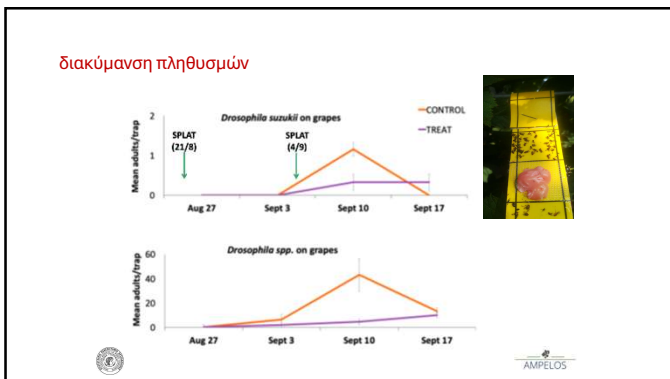 διακύμανση πληθυσμών
Drosophila suzukii on grapes
CONTROL
TREAT
SPLAT
(21/8)
SPLAT
(4/9)
Mean adults/trap
2
1
0
Aug 27
Sept 3
Sept 10
Sept 17
Drosophila spp. on grapes
Mean adults/trap
60
40
20
0
Aug 27
Sept 3
Sept 10
Sept 17
AMPELOS